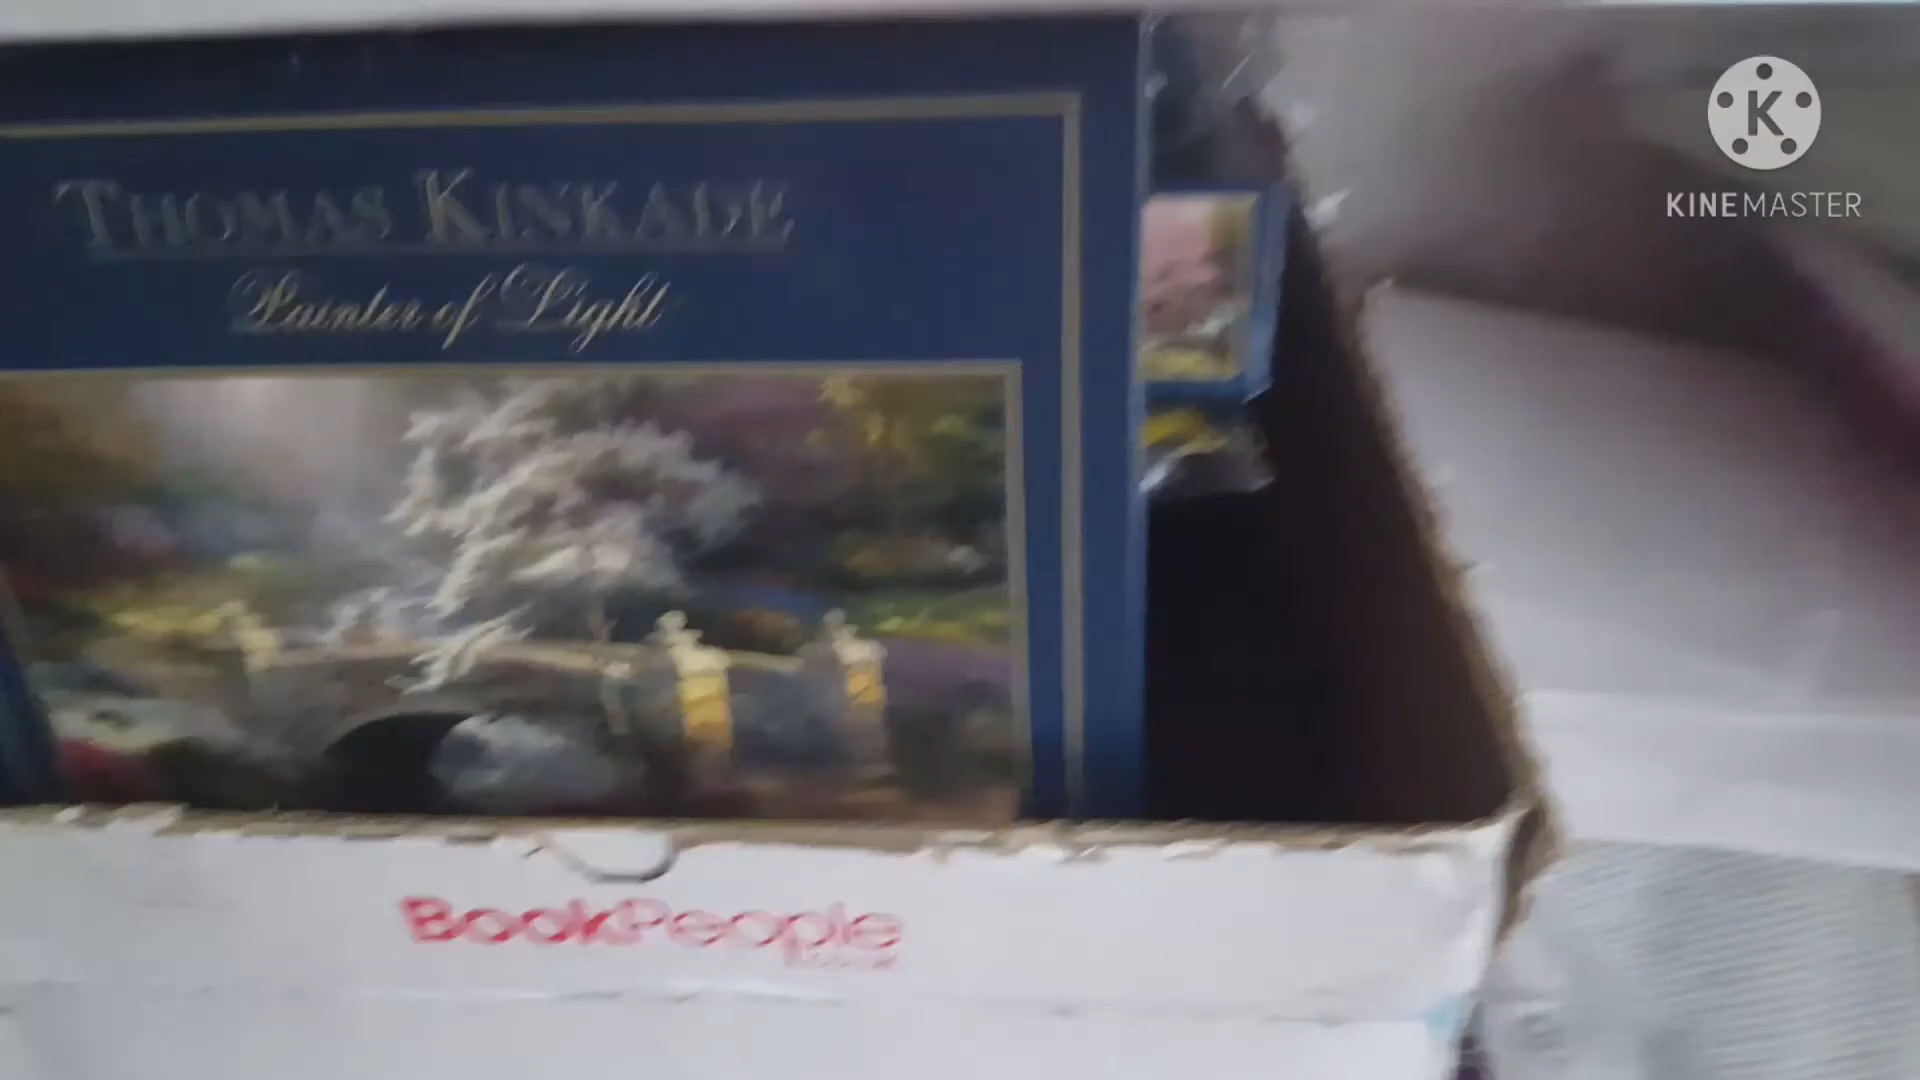 THOMAS KINKADE
Painter of Light
K
KINEMASTER
BookPeople